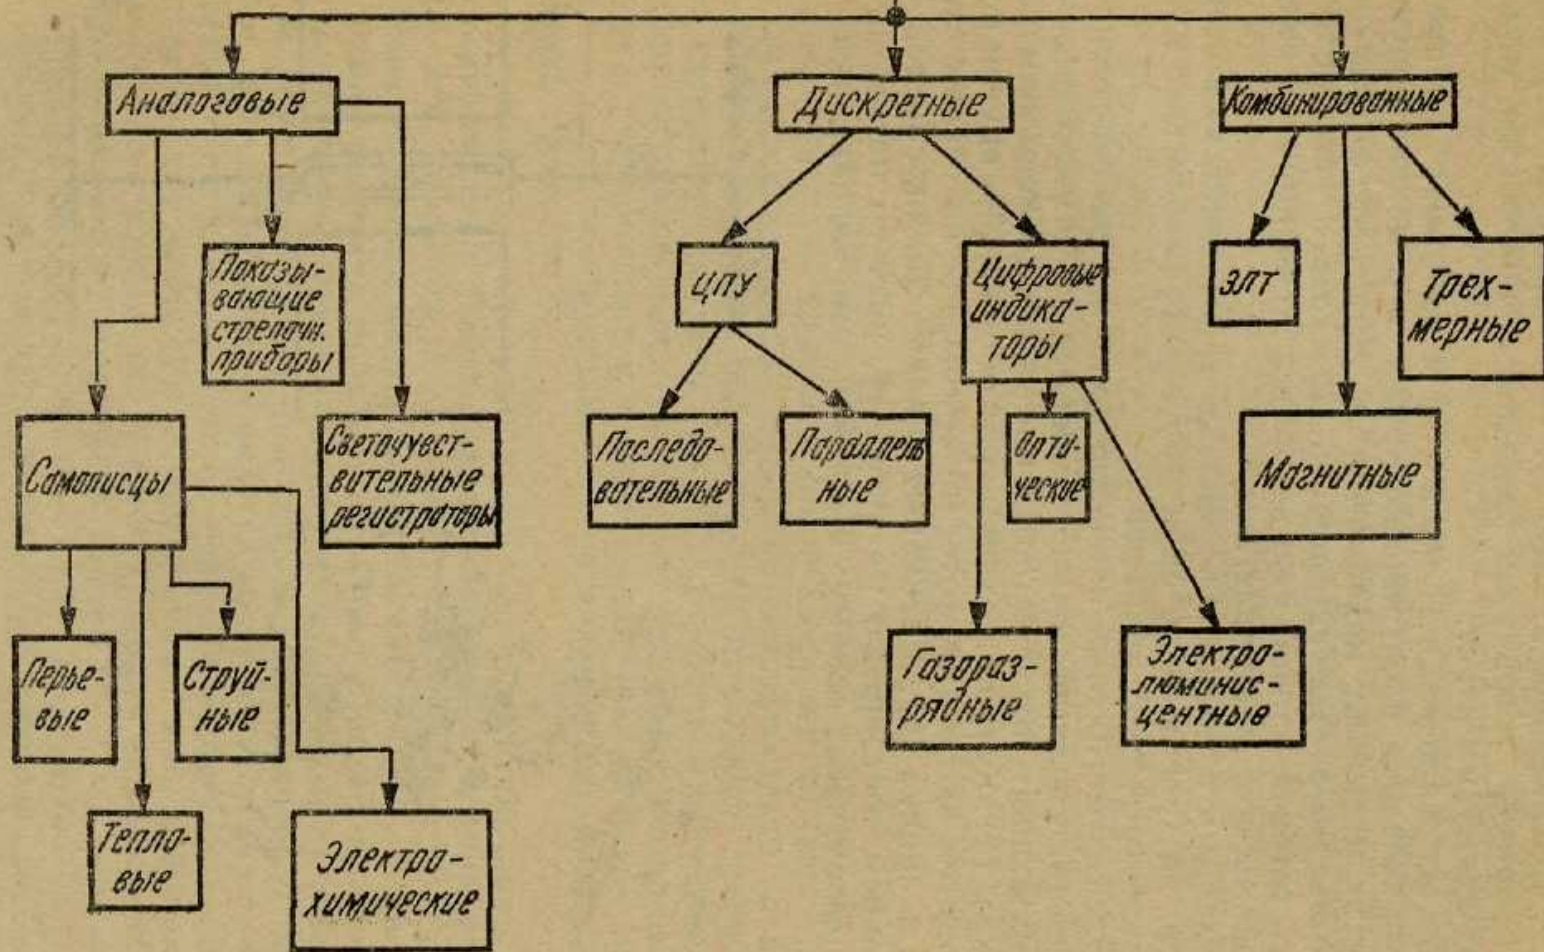 Аналоговые
Дискретные
Комбинированные
Показы-
вающие
стрелочн.
приборы
ЦПУ
Цифровые
индика-
торы
ЭЛТ
Трех-
мерные
Самописцы
Светочувст-
вительные
регистраторы
Последо-
вательные
Параллель
ные
Опти-
ческие
Магнитные
Перье-
вые
Струй-
ные
Газораз-
рядные
Электро-
люминис-
центные
Тепло-
вые
Электро-
химические